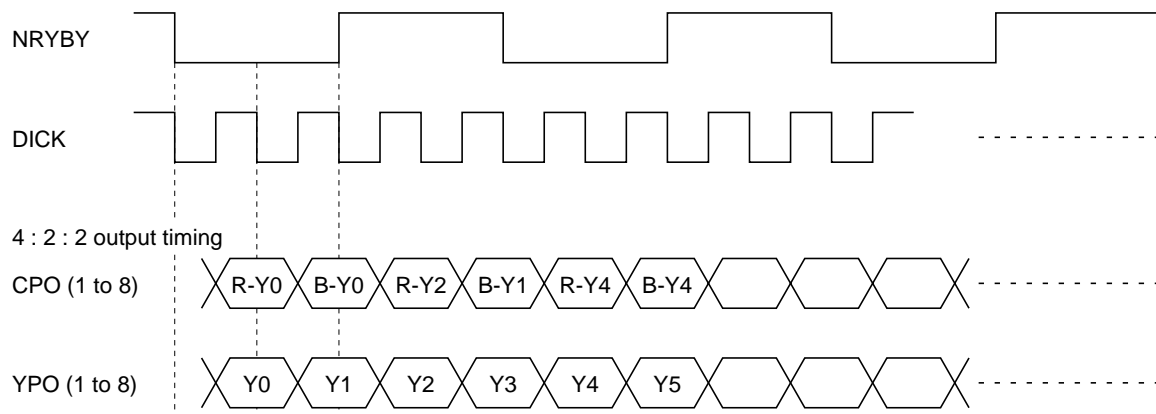 NRYBY
DICK
4 : 2 : 2 output timing
CPO (1 to 8) R-Y0 B-Y0 R-Y2 B-Y1 R-Y4 B-Y4
YPO (1 to 8) Y0 Y1 Y2 Y3 Y4 Y5